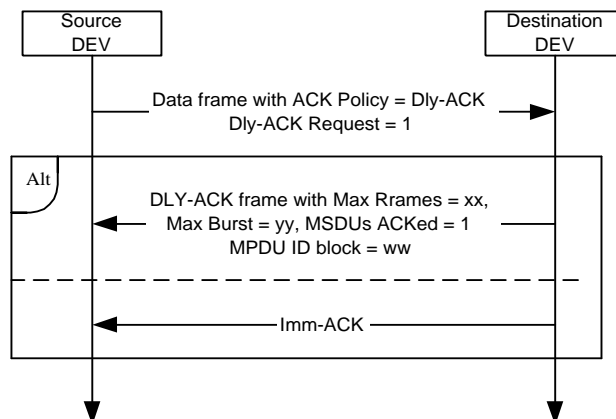 Source
DEV
Destination
DEV
Data frame with ACK Policy = Dly-ACK
Dly-ACK Request = 1
Alt
DLY-ACK frame with Max Rrames = xx,
Max Burst = yy, MSDUs ACKed = 1
MPDU ID block = ww
Imm-ACK